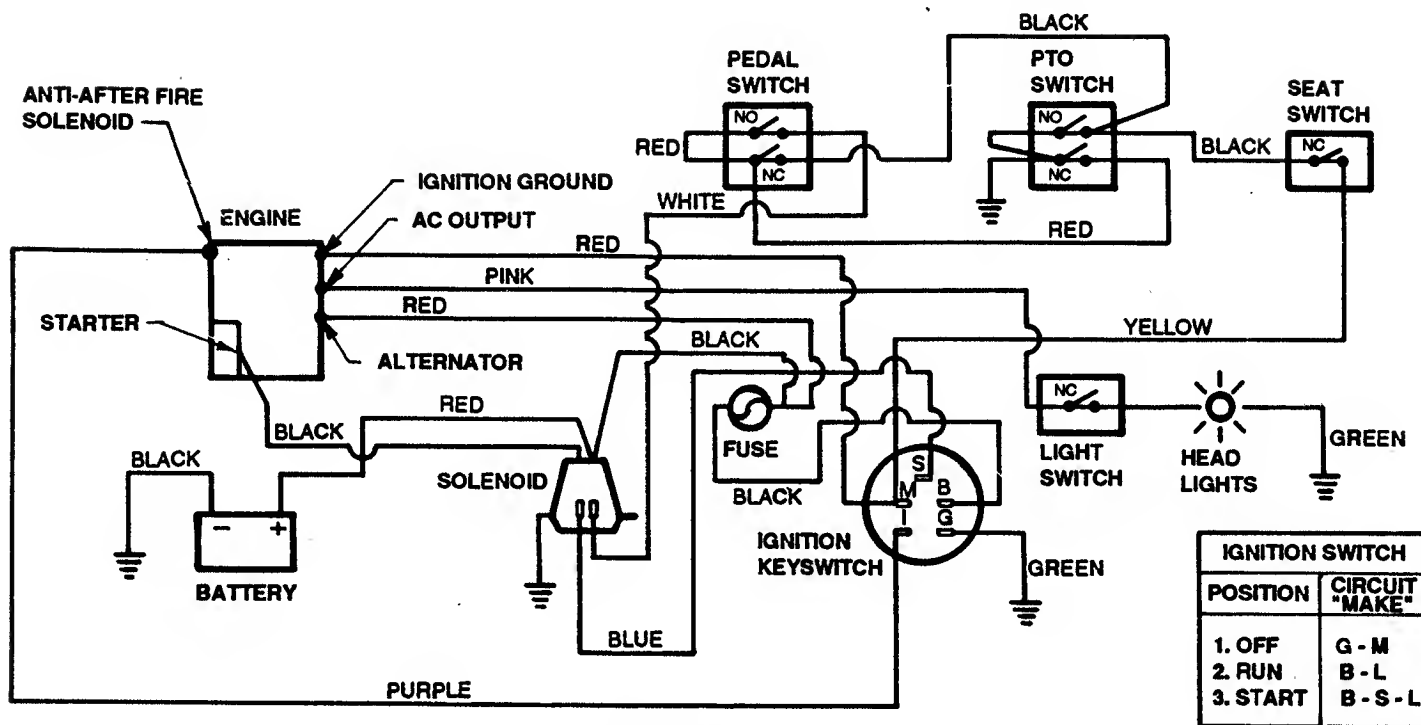 BLACK
PEDAL
SWITCH
PTO
SWITCH
SEAT
SWITCH
ANTI-AFTER FIRE
SOLENOID
NO
NO
RED
NC
NC
BLACK
NC
IGNITION GROUND
ENGINE
AC OUTPUT
WHITE
RED
RED
PINK
RED
STARTER
ALTERNATOR
BLACK
YELLOW
RED
BLACK
NC
FUSE
LIGHT
SWITCH
HEAD
LIGHTS
GREEN
BLACK
SOLENOID
BLACK
S
M
B
I
G
- +
BATTERY
IGNITION
KEYSWITCH
GREEN
BLUE
PURPLE
IGNITION SWITCH
POSITION CIRCUIT "MAKE"
1. OFF G - M
2. RUN B - L
3. START B - S - L